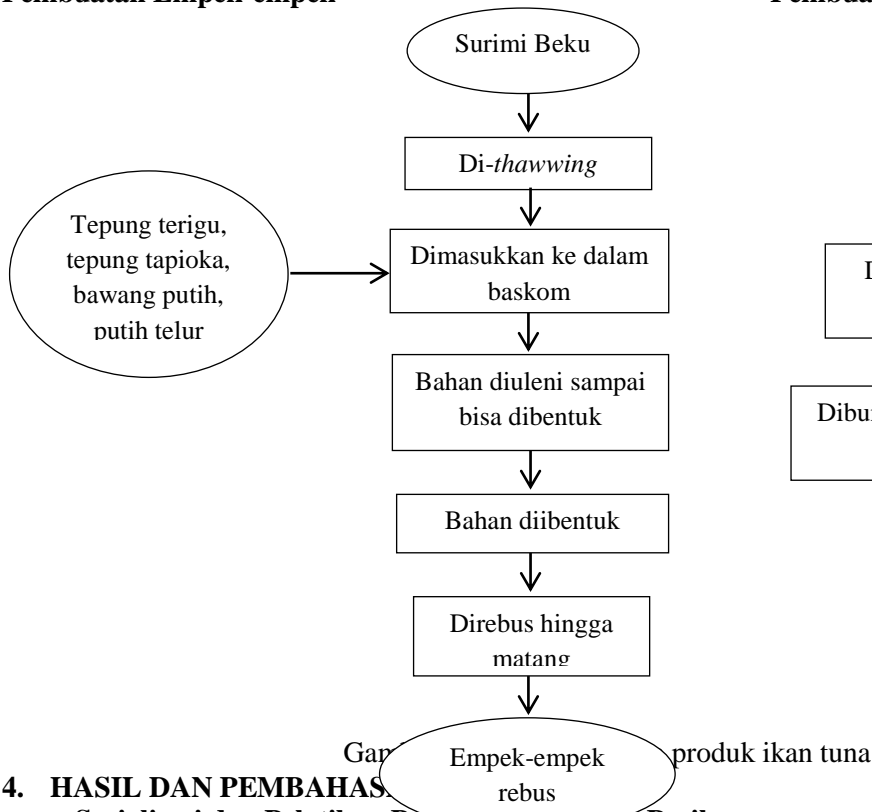 Pembuatan Empek-empek
Surimi Beku
Di-thawwing
Tepung terigu,
tepung tapioka,
bawang putih,
putih telur
Dimasukkan ke dalam
baskom
Bahan diuleni sampai
bisa dibentuk
Bahan diibentuk
Direbus hingga
matang
Empek-empek
rebus
produk ikan tuna
4. HASIL DAN